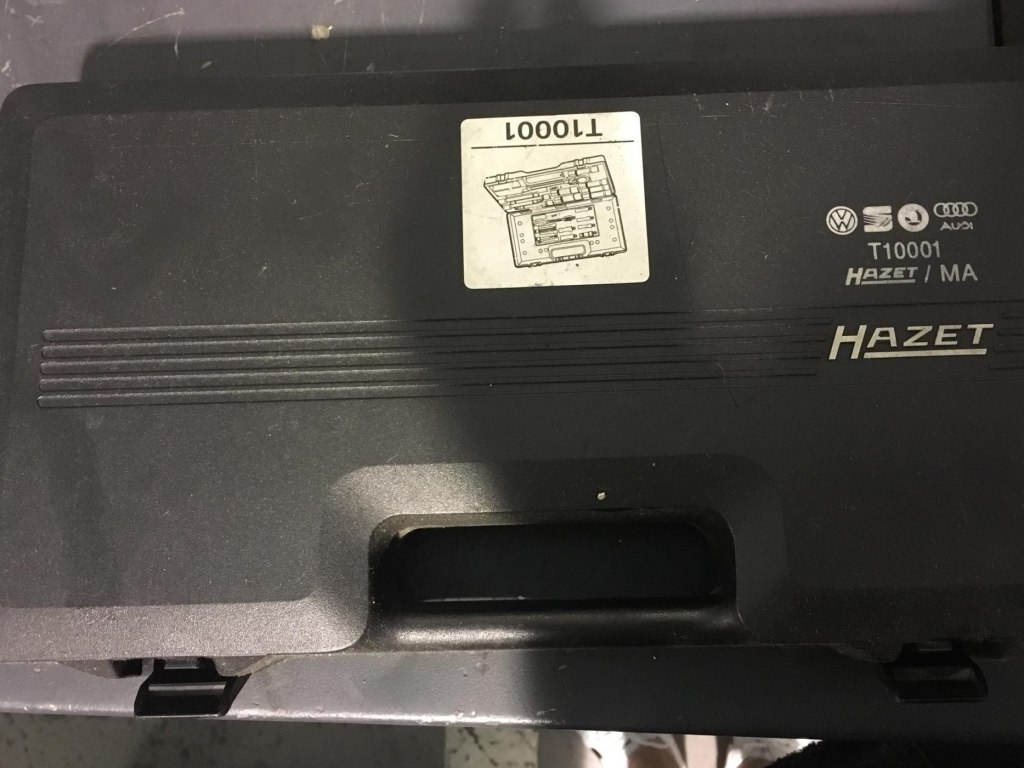 T10001
AUDI
T10001
HAZET / MA
HAZET